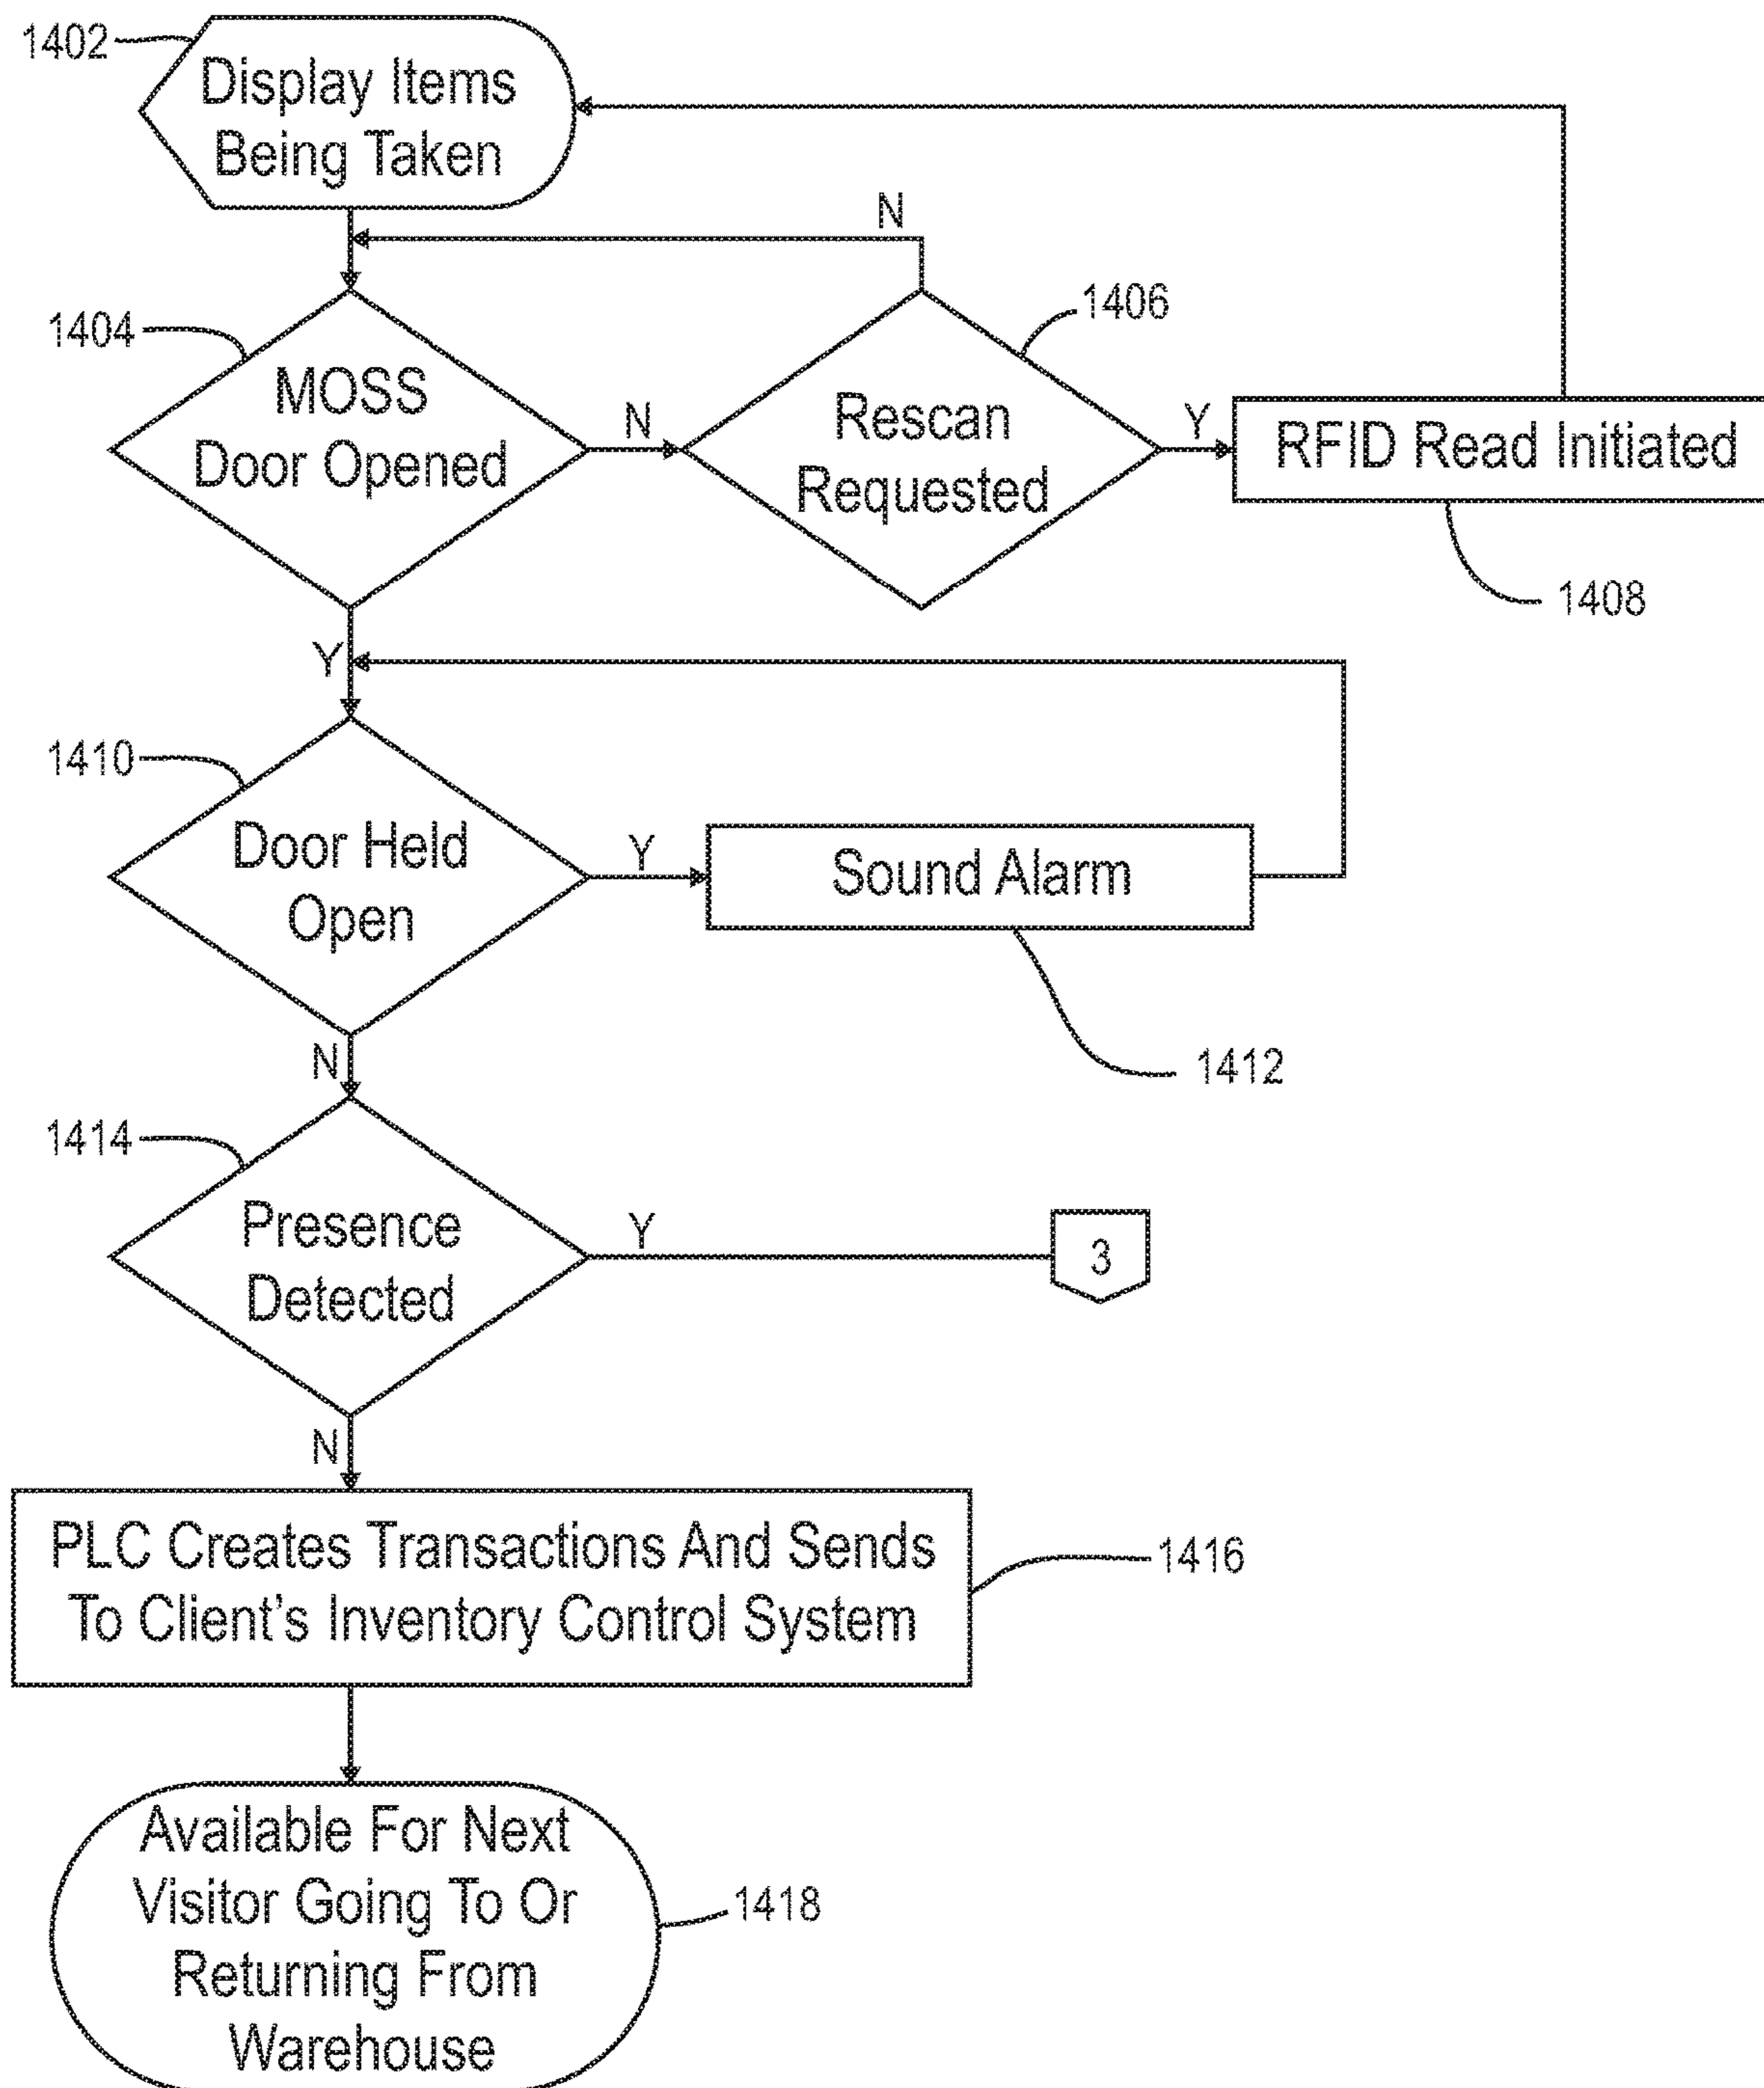 1402
Display Items
Being Taken
N
1404
MOSS
Door Opened
N
1406
Rescan
Requested
Y
RFID Read Initiated
1408
Y
1410
Door Held
Open
Y
Sound Alarm
1412
N
1414
Presence
Detected
Y
3
N
PLC Creates Transactions And Sends
To Client's Inventory Control System
1416
Available For Next
Visitor Going To Or
Returning From
Warehouse
1418